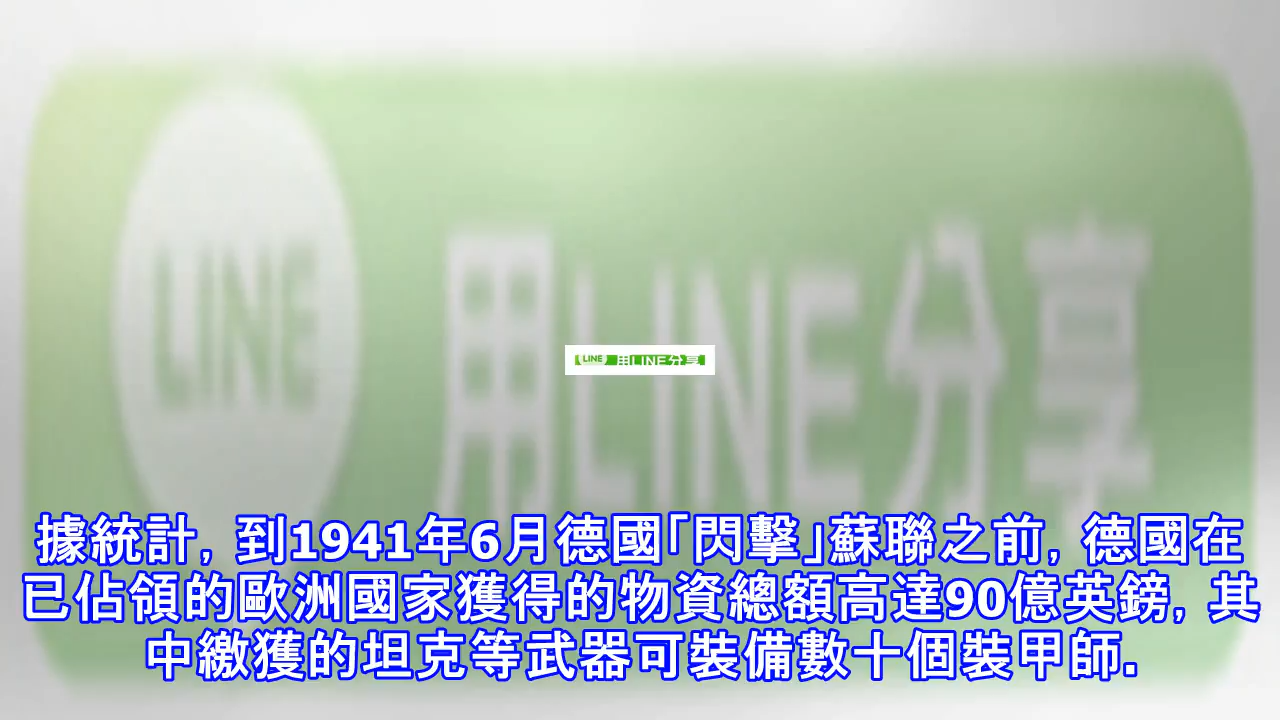 LINE
用LINE分享
LINE 用LINE分享
據統計, 到1941年6月德國「閃擊」蘇聯之前, 德國在
已佔領的歐洲國家獲得的物資總額高達90億英鎊, 其
中繳獲的坦克等武器可裝備數十個裝甲師.